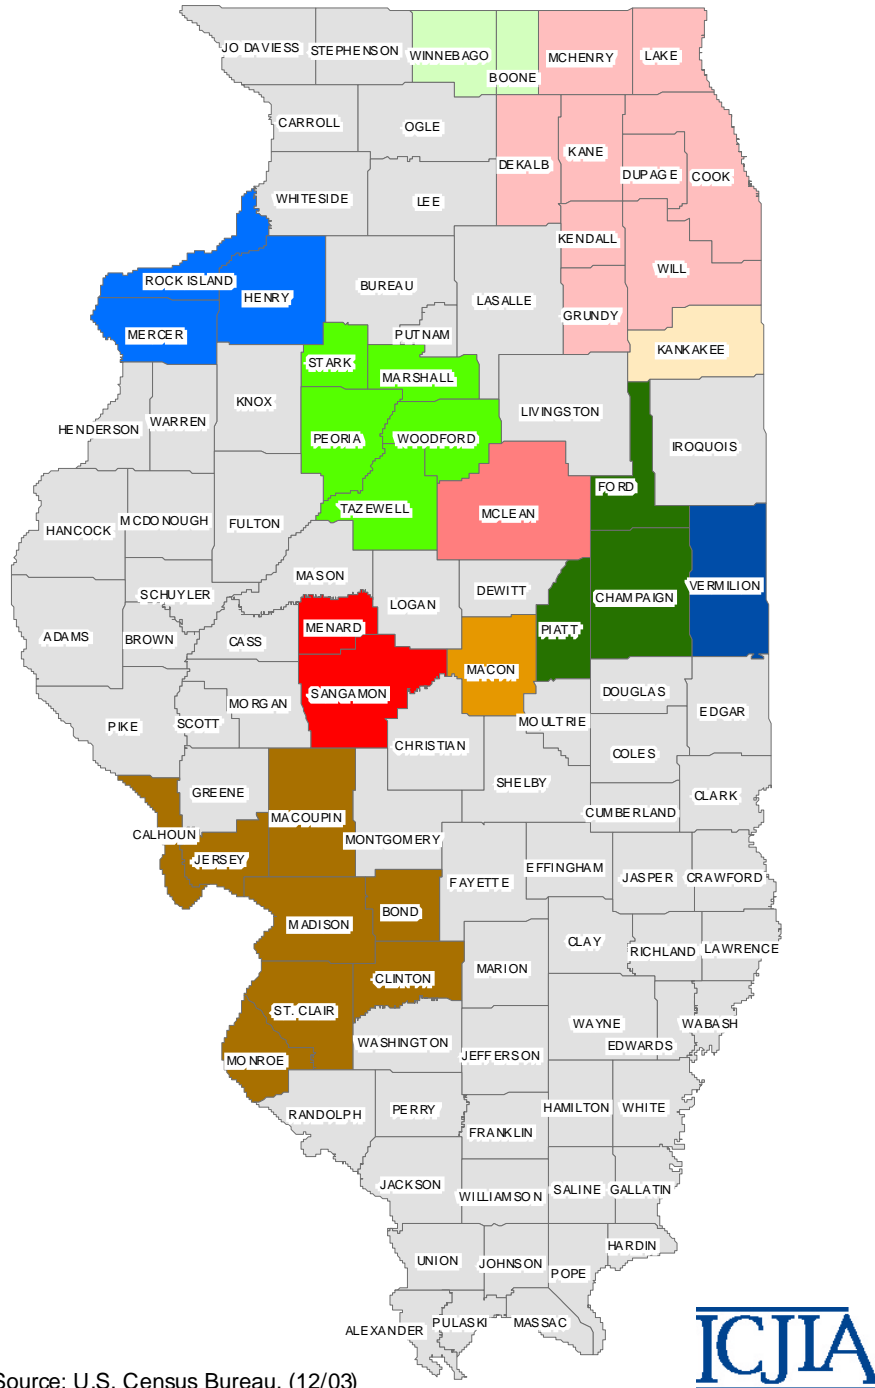 JO DAVIESS
STEPHENSON
WINNEBAGO
BOONE
MCHENRY
LAKE
CARROLL
OGLE
DEKALB
KANE
DUPAGE
COOK
WHITESIDE
LEE
KENDALL
ROCK ISLAND
HENRY
BUREAU
LASALLE
WILL
GRUNDY
MERCER
PUTNAM
KANKAKEE
STARK
MARSHALL
HENDERSON
WARREN
KNOX
PEORIA
WOODFORD
LIVINGSTON
IROQUOIS
FORD
HANCOCK
MCDONOUGH
FULTON
TAZEWELL
MCLEAN
SCHUYLER
MASON
LOGAN
DEWITT
CHAMPAIGN
VERMILION
ADAMS
BROWN
CASS
MENARD
PIATT
MACON
SANGAMON
PIKE
SCOTT
MORGAN
CHRISTIAN
MOULTRIE
DOUGLAS
EDGAR
COLES
GREENE
MACOUPIN
MONTGOMERY
SHELBY
CUMBERLAND
CLARK
CALHOUN
JERSEY
FAYETTE
EFFINGHAM
JASPER
CRAWFORD
MADISON
BOND
CLAY
RICHLAND
LAWRENCE
CLINTON
MARION
ST. CLAIR
WASHINGTON
WAYNE
EDWARDS
WABASH
MONROE
JEFFERSON
RANDOLPH
PERRY
HAMILTON
WHITE
FRANKLIN
JACKSON
WILLIAMSON
SALINE
GALLATIN
UNION
JOHNSON
POPE
HARDIN
ALEXANDER
PULASKI
MASSAC
Source: U.S. Census Bureau. (12/03)
ICJIA